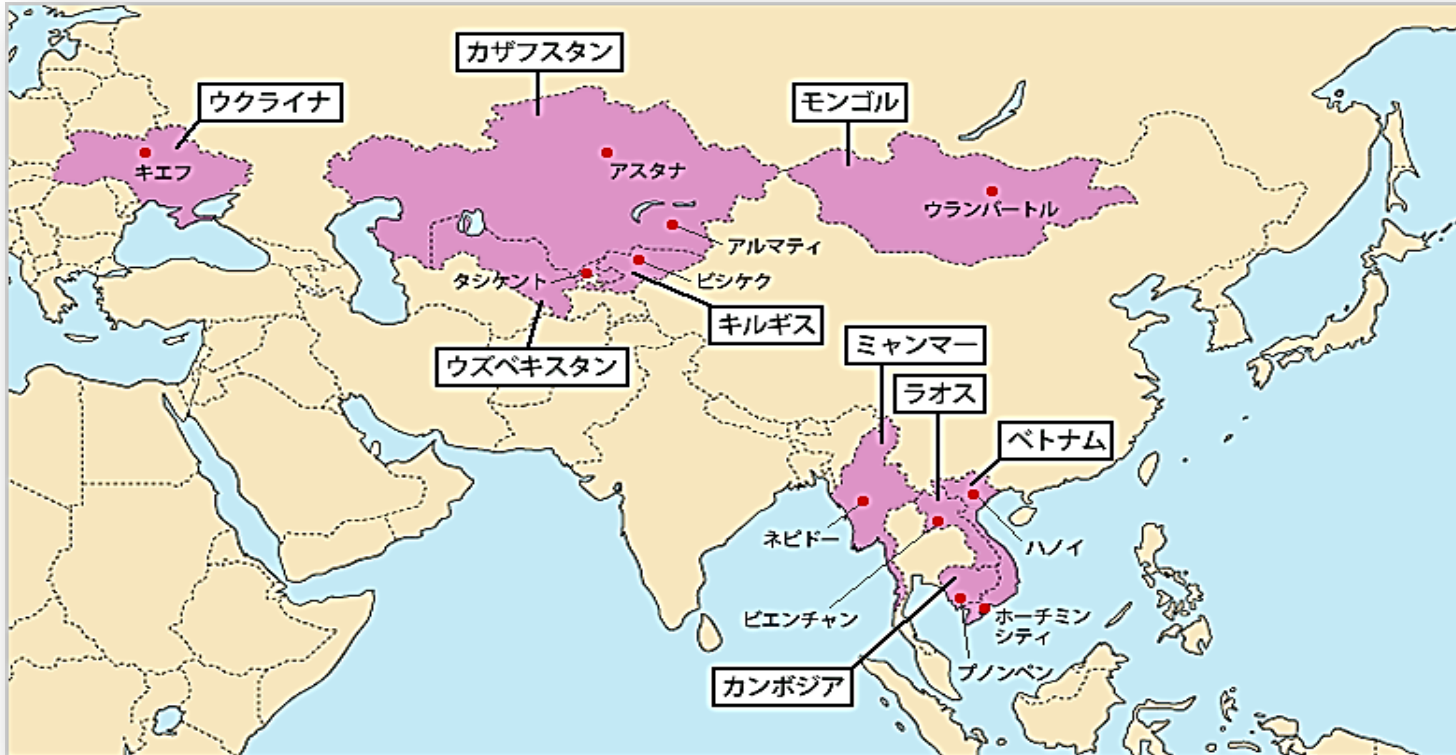 カザフスタン
ウクライナ
モンゴル
キエフ
アスタナ
ウランバートル
アルマティ
タシケント
ビシケク
キルギス
ウズベキスタン
ミャンマー
ラオス
ベトナム
ネピドー
ハノイ
ビエンチャン
ホーチミン
シティ
プノンペン
カンボジア